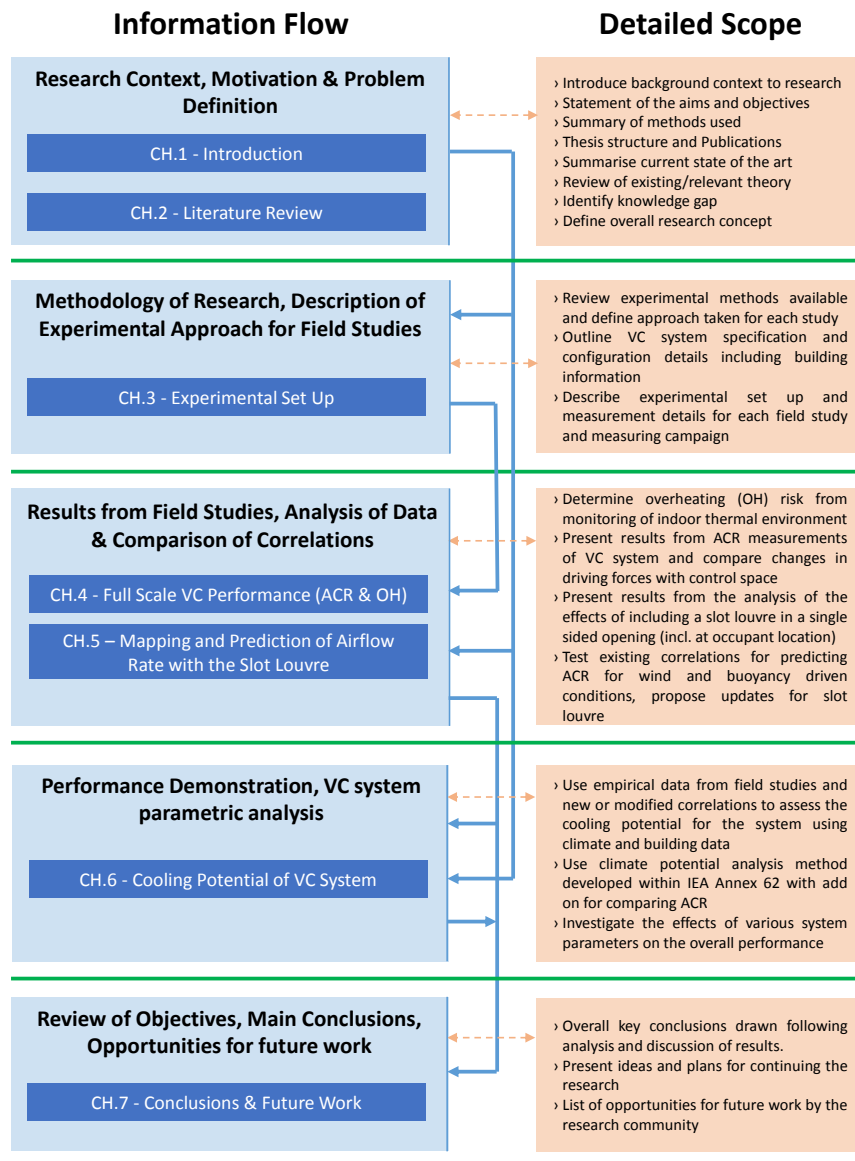 Information Flow
Detailed Scope
Research Context, Motivation & Problem
Definition
CH.1 - Introduction
CH.2 - Literature Review
› Introduce background context to research
› Statement of the aims and objectives
› Summary of methods used
› Thesis structure and Publications
› Summarise current state of the art
› Review of existing/relevant theory
› Identify knowledge gap
› Define overall research concept
Methodology of Research, Description of
Experimental Approach for Field Studies
CH.3 - Experimental Set Up
› Review experimental methods available
and define approach taken for each study
› Outline VC system specification and
configuration details including building
information
› Describe experimental set up and
measurement details for each field study
and measuring campaign
Results from Field Studies, Analysis of Data
& Comparison of Correlations
CH.4 - Full Scale VC Performance (ACR & OH)
CH.5 – Mapping and Prediction of Airflow
Rate with the Slot Louvre
› Determine overheating (OH) risk from
monitoring of indoor thermal environment
› Present results from ACR measurements
of VC system and compare changes in
driving forces with control space
› Present results from the analysis of the
effects of including a slot louvre in a single
sided opening (incl. at occupant location)
› Test existing correlations for predicting
ACR for wind and buoyancy driven
conditions, propose updates for slot
louvre
Performance Demonstration, VC system
parametric analysis
CH.6 - Cooling Potential of VC System
› Use empirical data from field studies and
new or modified correlations to assess the
cooling potential for the system using
climate and building data
› Use climate potential analysis method
developed within IEA Annex 62 with add
on for comparing ACR
› Investigate the effects of various system
parameters on the overall performance
Review of Objectives, Main Conclusions,
Opportunities for future work
CH.7 - Conclusions & Future Work
› Overall key conclusions drawn following
analysis and discussion of results.
› Present ideas and plans for continuing the
research
› List of opportunities for future work by the
research community